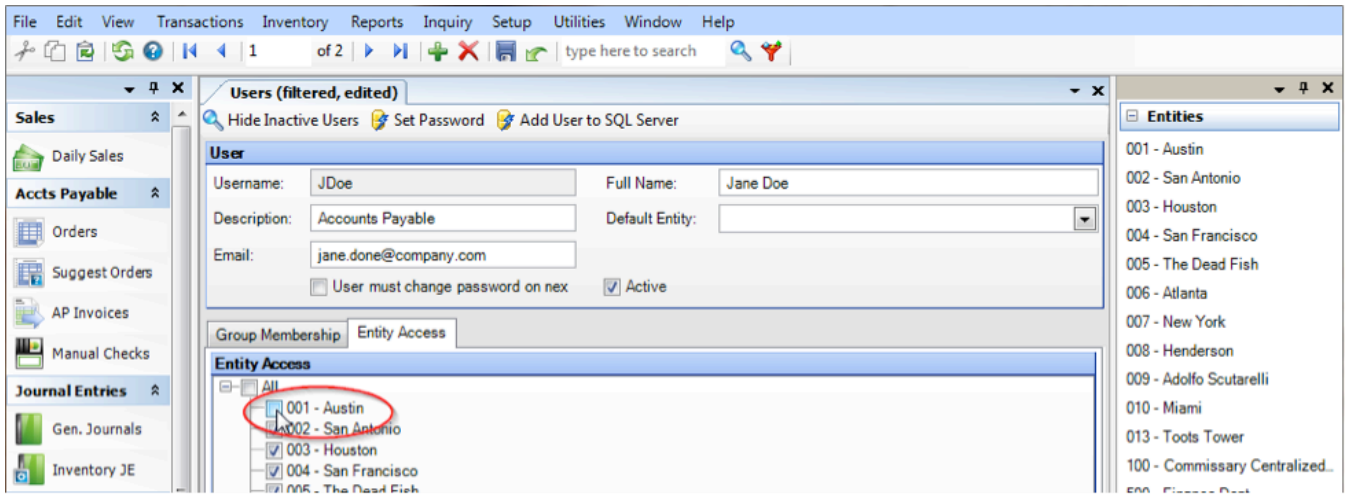 File Edit View Transactions Inventory Reports Inquiry Setup Utilities Window Help
1 of 2 type here to search
Sales
Daily Sales
Accts Payable
Orders
Suggest Orders
AP Invoices
Manual Checks
Journal Entries
Gen. Journals
Inventory JE
Users (filtered, edited)
Hide Inactive Users Set Password Add User to SQL Server
User
Username: JDoe Full Name: Jane Doe
Description: Accounts Payable Default Entity:
Email: jane.done@company.com
User must change password on nex Active
Group Membership Entity Access
Entity Access
All
001 - Austin
002 - San Antonio
003 - Houston
004 - San Francisco
005 - The Dead Fish
Entities
001 - Austin
002 - San Antonio
003 - Houston
004 - San Francisco
005 - The Dead Fish
006 - Atlanta
007 - New York
008 - Henderson
009 - Adolfo Scutarelli
010 - Miami
013 - Toots Tower
100 - Commissary Centralized...